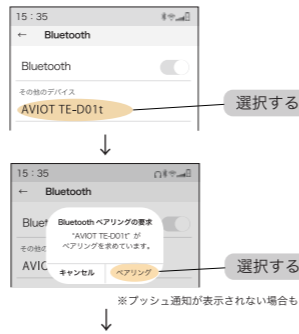 15：35
← Bluetooth
Bluetooth
その他のデバイス
AVIOT TE-D01t
選択する
↓
15：35
← Bluetooth
Bluet
Bluetooth ペアリングの要求
"AVIOT TE-D01t" が
ペアリングを求めています。
その他の
AVIC
キャンセル ペアリング
選択する
※プッシュ通知が表示されない場合も
↓